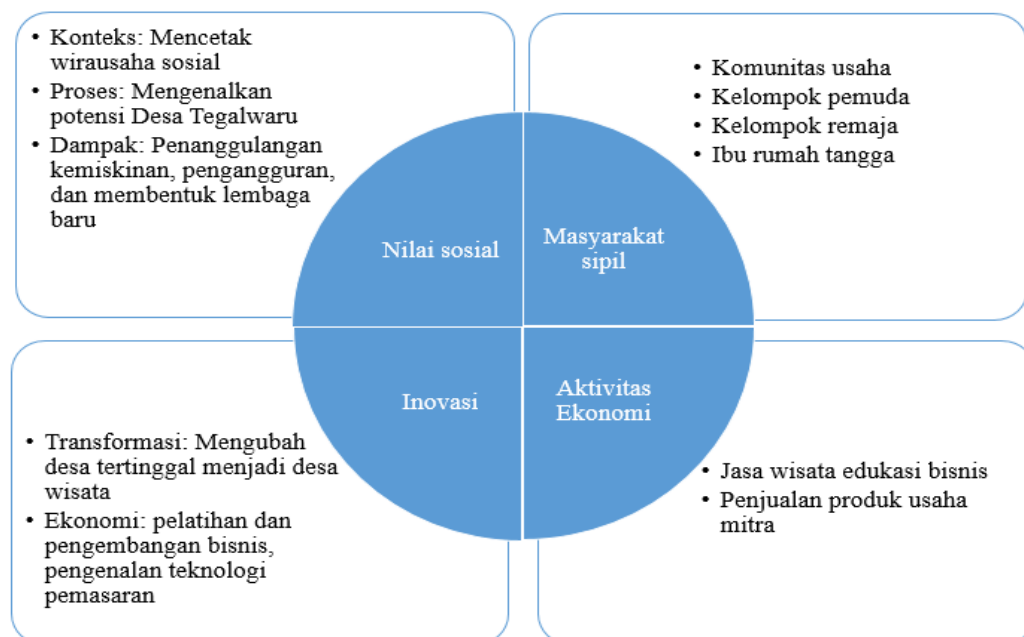 • Konteks: Mencetak
wirausaha sosial
• Proses: Mengenalkan
potensi Desa Tegalwaru
• Dampak: Penanggulangan
kemiskinan, pengangguran,
dan membentuk lembaga
baru
• Komunitas usaha
• Kelompok pemuda
• Kelompok remaja
• Ibu rumah tangga
Nilai sosial
Masyarakat
sipil
Inovasi
Aktivitas
Ekonomi
• Transformasi: Mengubah
desa tertinggal menjadi desa
wisata
• Ekonomi: pelatihan dan
pengembangan bisnis,
pengenalan teknologi
pemasaran
• Jasa wisata edukasi bisnis
• Penjualan produk usaha
mitra